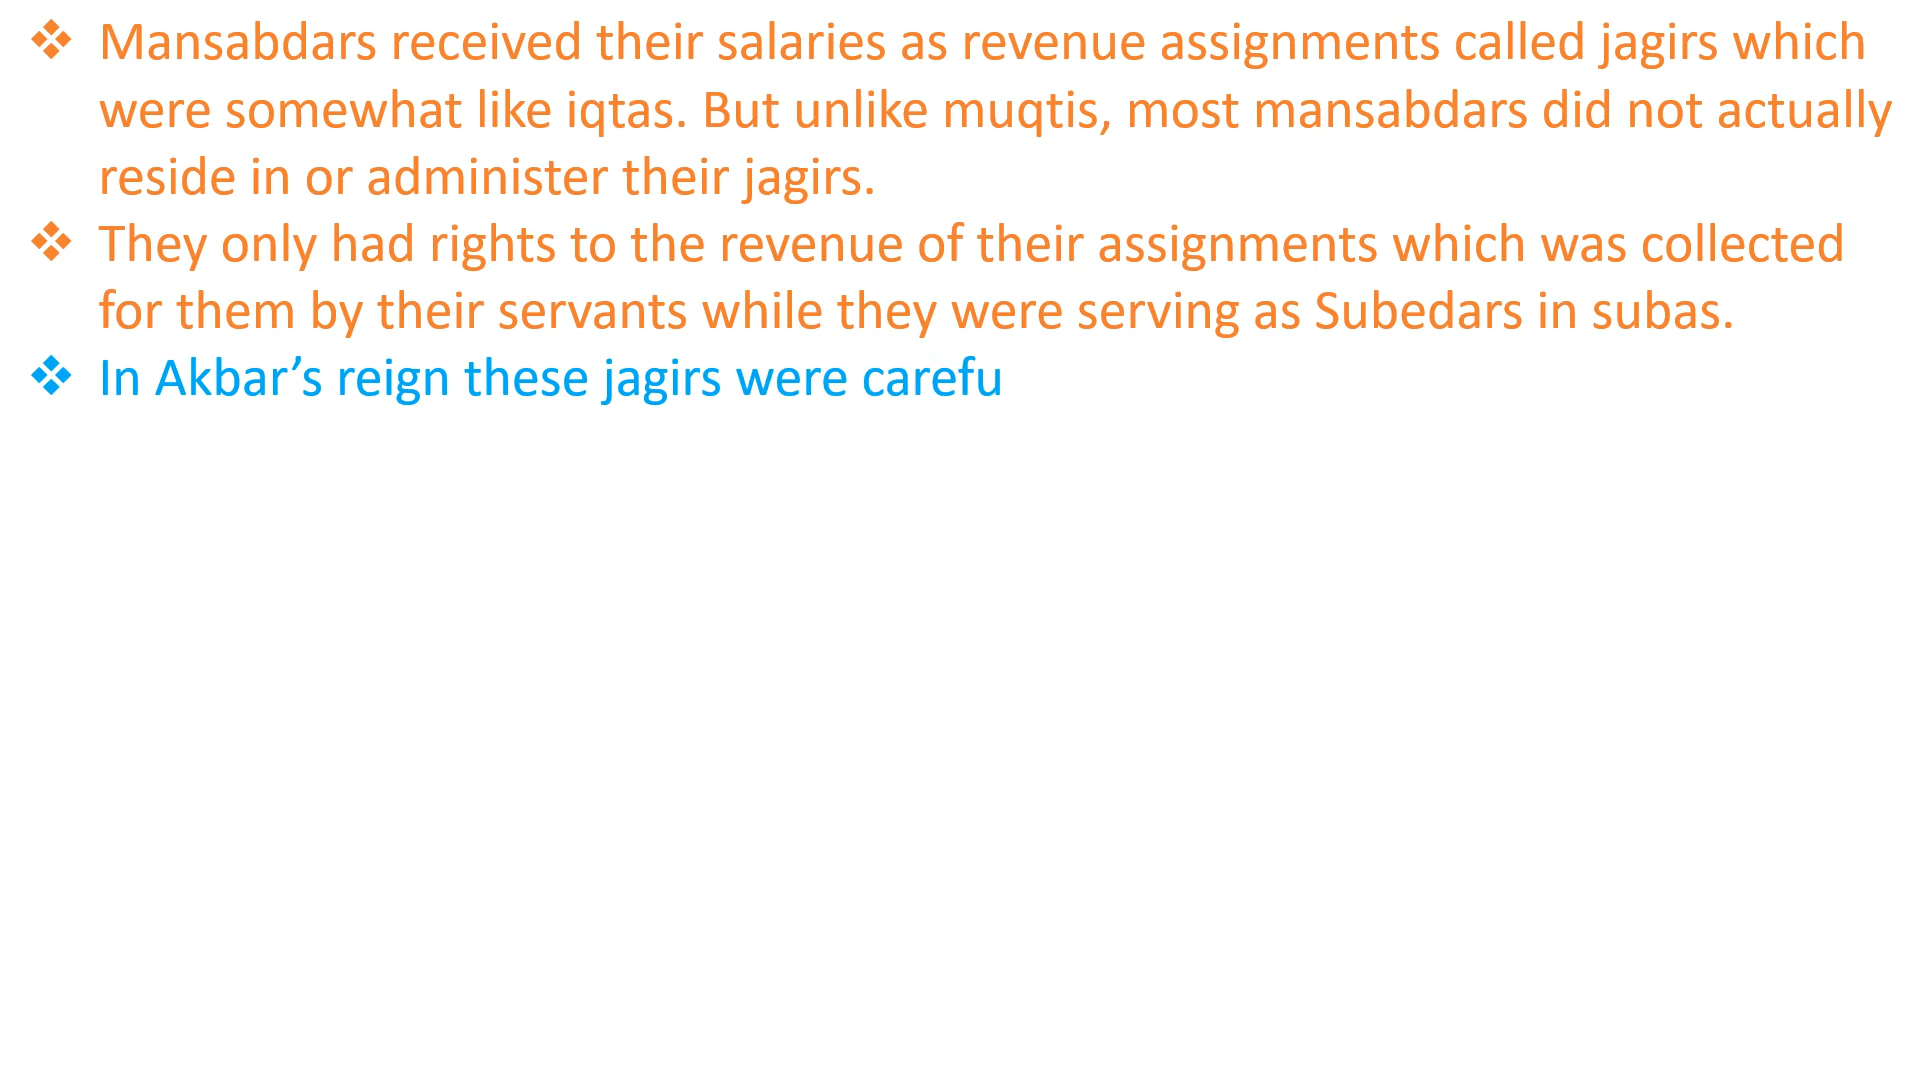 ❖ Mansabdars received their salaries as revenue assignments called jagirs which
were somewhat like iqtas. But unlike muqtis, most mansabdars did not actually
reside in or administer their jagirs.
❖ They only had rights to the revenue of their assignments which was collected
for them by their servants while they were serving as Subedars in subas.
❖ In Akbar’s reign these jagirs were carefu